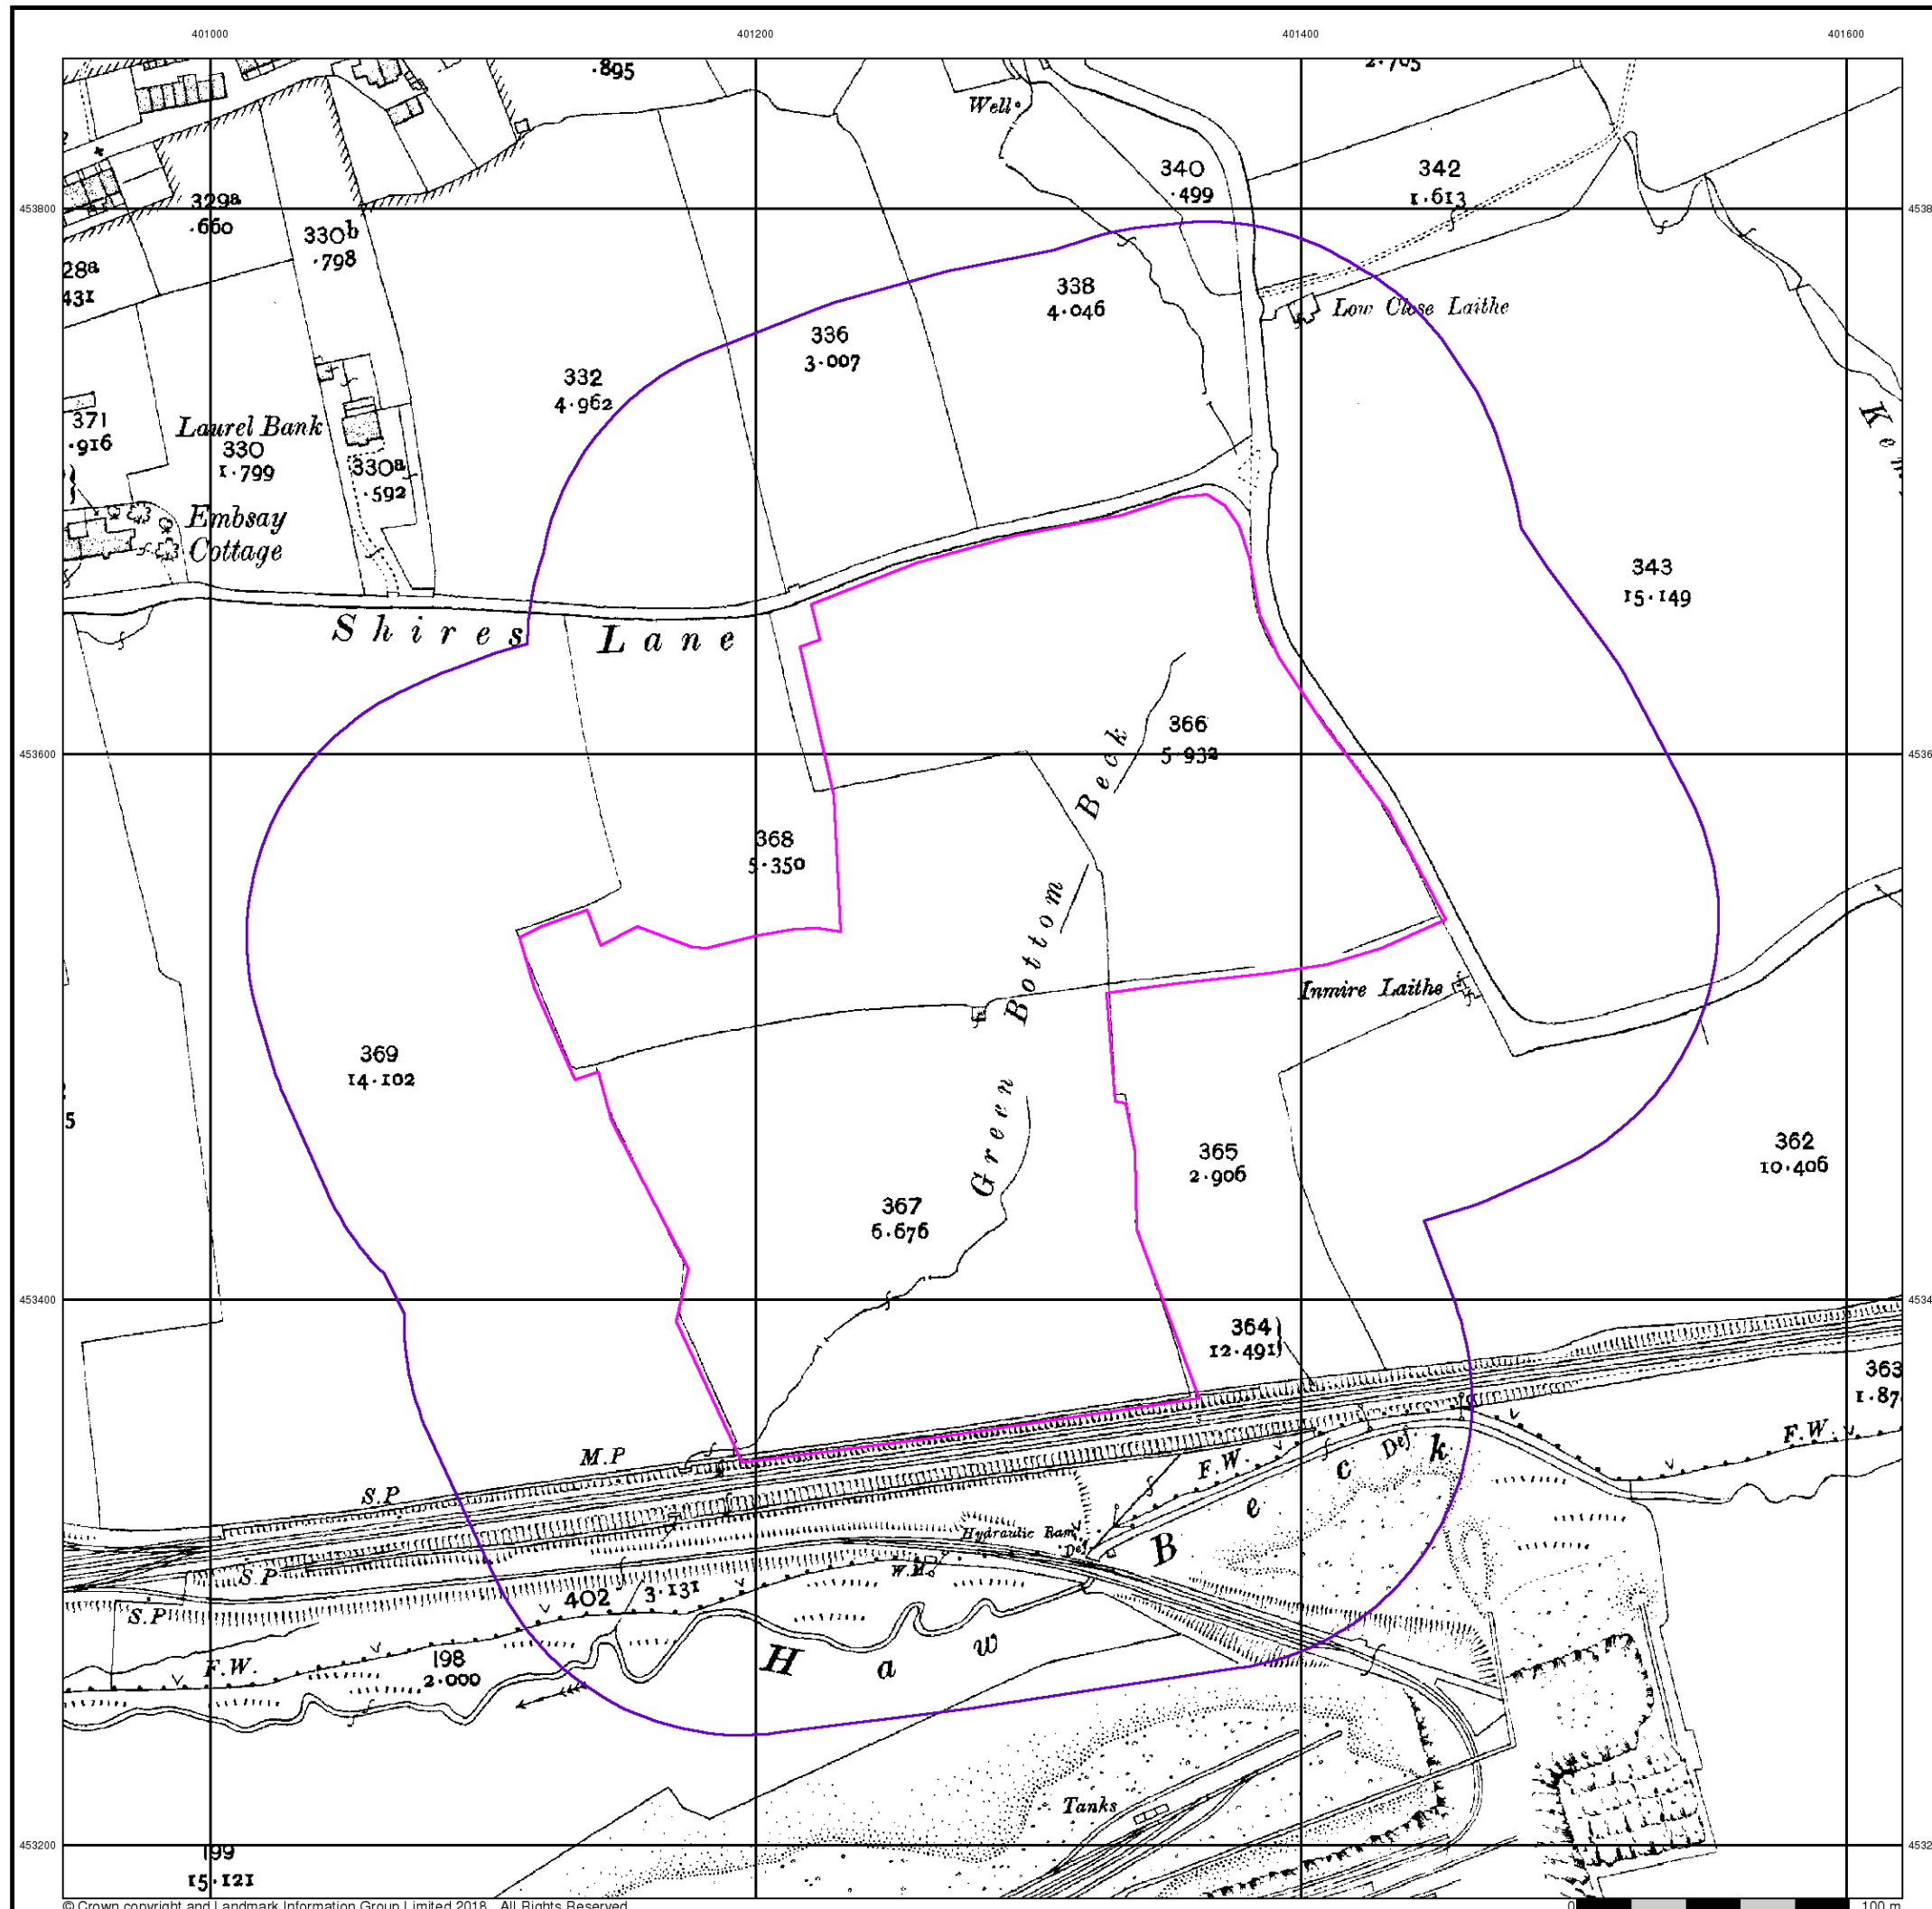 401000 401200 401400 401600
.895
2.705
Well
340
.499
342
1.613
329a
.660
453800
330b
.798
28a
431
338
4.046
Low Close Laithe
336
3.007
332
4.962
371
.916
Laurel Bank
330
1.799
330a
.592
Embsay
Cottage
343
15.149
Shires Lane
366
5.932
453600
368
5.350
Green Bottom Beck
Inmire Laithe
369
14.102
5
365
2.906
362
10.406
367
6.676
453400
364
12.491
363
1.87
M.P
S.P
F.W.
F.W.
Def.
Hydraulic Ram
Def.
S.P
W.M.
S.P
402 3.131
Haw Beck
F.W.
198
2.000
Tanks
453200
199
15.121
© Crown copyright and Landmark Information Group Limited 2018. All Rights Reserved.
0 100 m